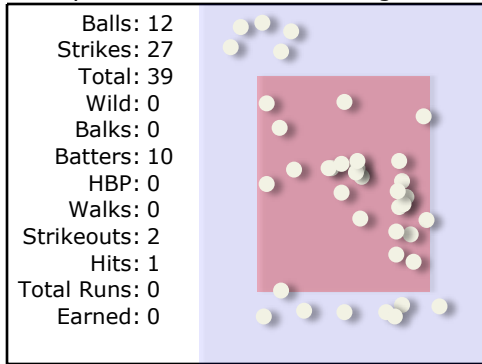 Balls: 12
Strikes: 27
Total: 39
Wild: 0
Balks: 0
Batters: 10
HBP: 0
Walks: 0
Strikeouts: 2
Hits: 1
Total Runs: 0
Earned: 0